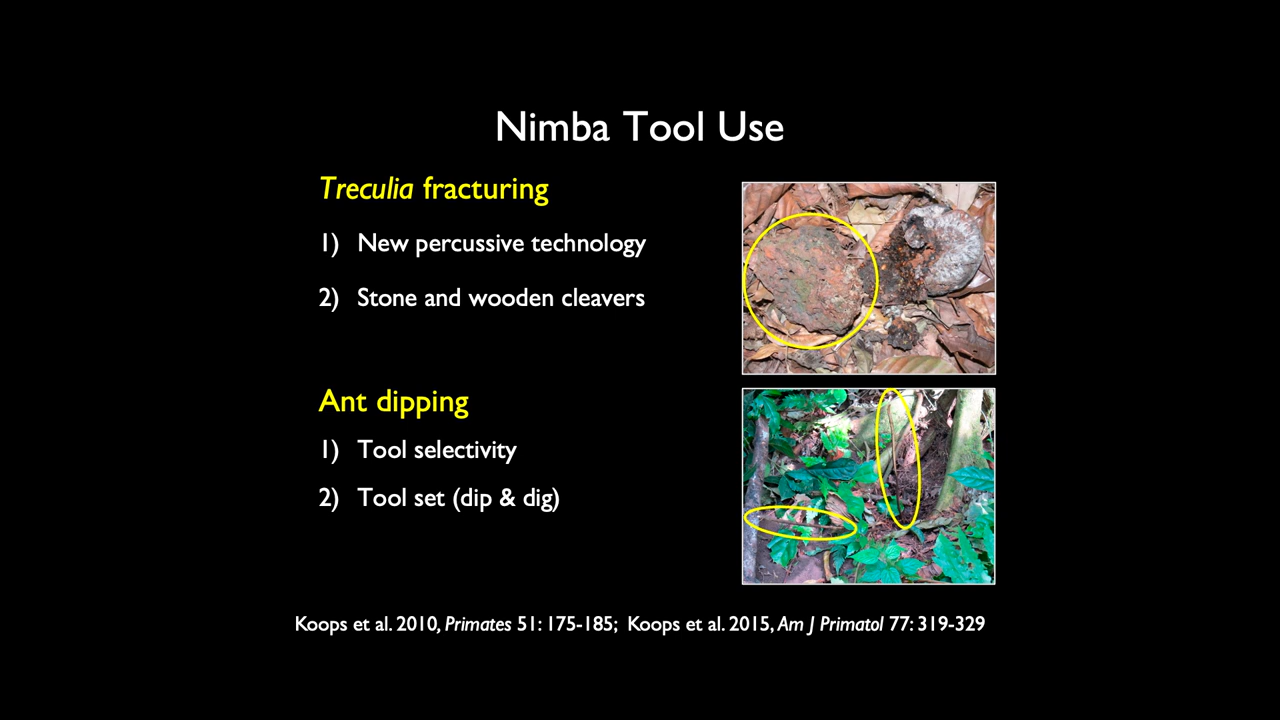 Nimba Tool Use
Treculia fracturing
1) New percussive technology
2) Stone and wooden cleavers
Ant dipping
1) Tool selectivity
2) Tool set (dip & dig)
Koops et al. 2010, Primates 51: 175-185; Koops et al. 2015, Am J Primatol 77: 319-329